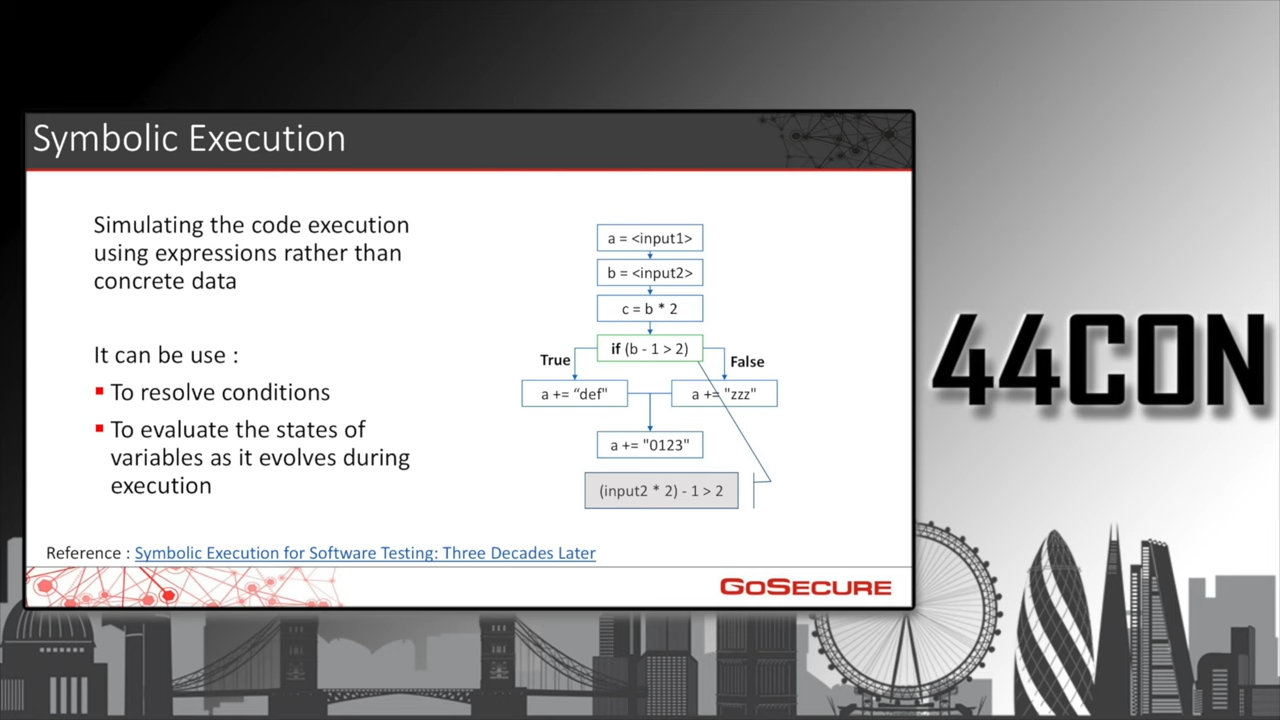 Symbolic Execution
Simulating the code execution
using expressions rather than
concrete data
It can be use :
To resolve conditions
To evaluate the states of
variables as it evolves during
execution
a = <input1>
b = <input2>
c = b * 2
if (b - 1 > 2)
True
False
a += “def"
a += "zzz"
a += "0123"
(input2 * 2) - 1 > 2
Reference : Symbolic Execution for Software Testing: Three Decades Later
GoSecure
44CON